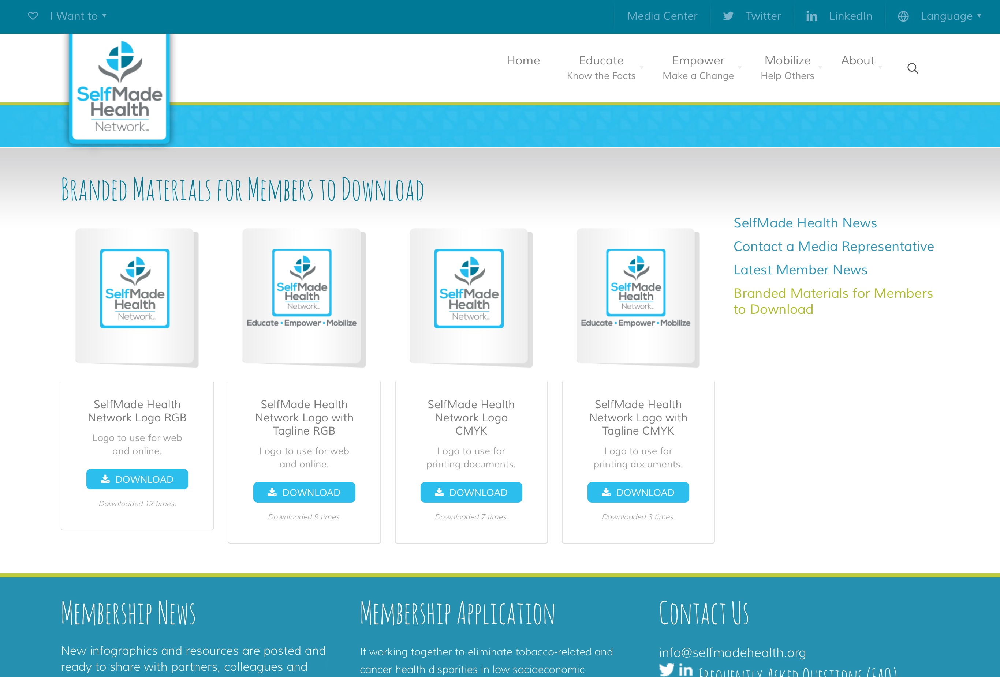 I Want to
Media Center
Twitter
LinkedIn
Language
SelfMade
Health
Network
Home
Educate
Know the Facts
Empower
Make a Change
Mobilize
Help Others
About
Branded Materials for Members to Download
SelfMade
Health
Network
SelfMade Health
Network Logo RGB
Logo to use for web
and online.
DOWNLOAD
Downloaded 12 times.
SelfMade
Health
Network
Educate • Empower • Mobilize
SelfMade Health
Network Logo with
Tagline RGB
Logo to use for web
and online.
DOWNLOAD
Downloaded 9 times.
SelfMade
Health
Network
SelfMade Health
Network Logo
CMYK
Logo to use for
printing documents.
DOWNLOAD
Downloaded 7 times.
SelfMade
Health
Network
Educate • Empower • Mobilize
SelfMade Health
Network Logo with
Tagline CMYK
Logo to use for
printing documents.
DOWNLOAD
Downloaded 3 times.
SelfMade Health News
Contact a Media Representative
Latest Member News
Branded Materials for Members
to Download
Membership News
New infographics and resources are posted and
ready to share with partners, colleagues and
Membership Application
If working together to eliminate tobacco-related and
cancer health disparities in low socioeconomic
Contact Us
info@selfmadehealth.org
Frequently Asked Questions (FAQ)